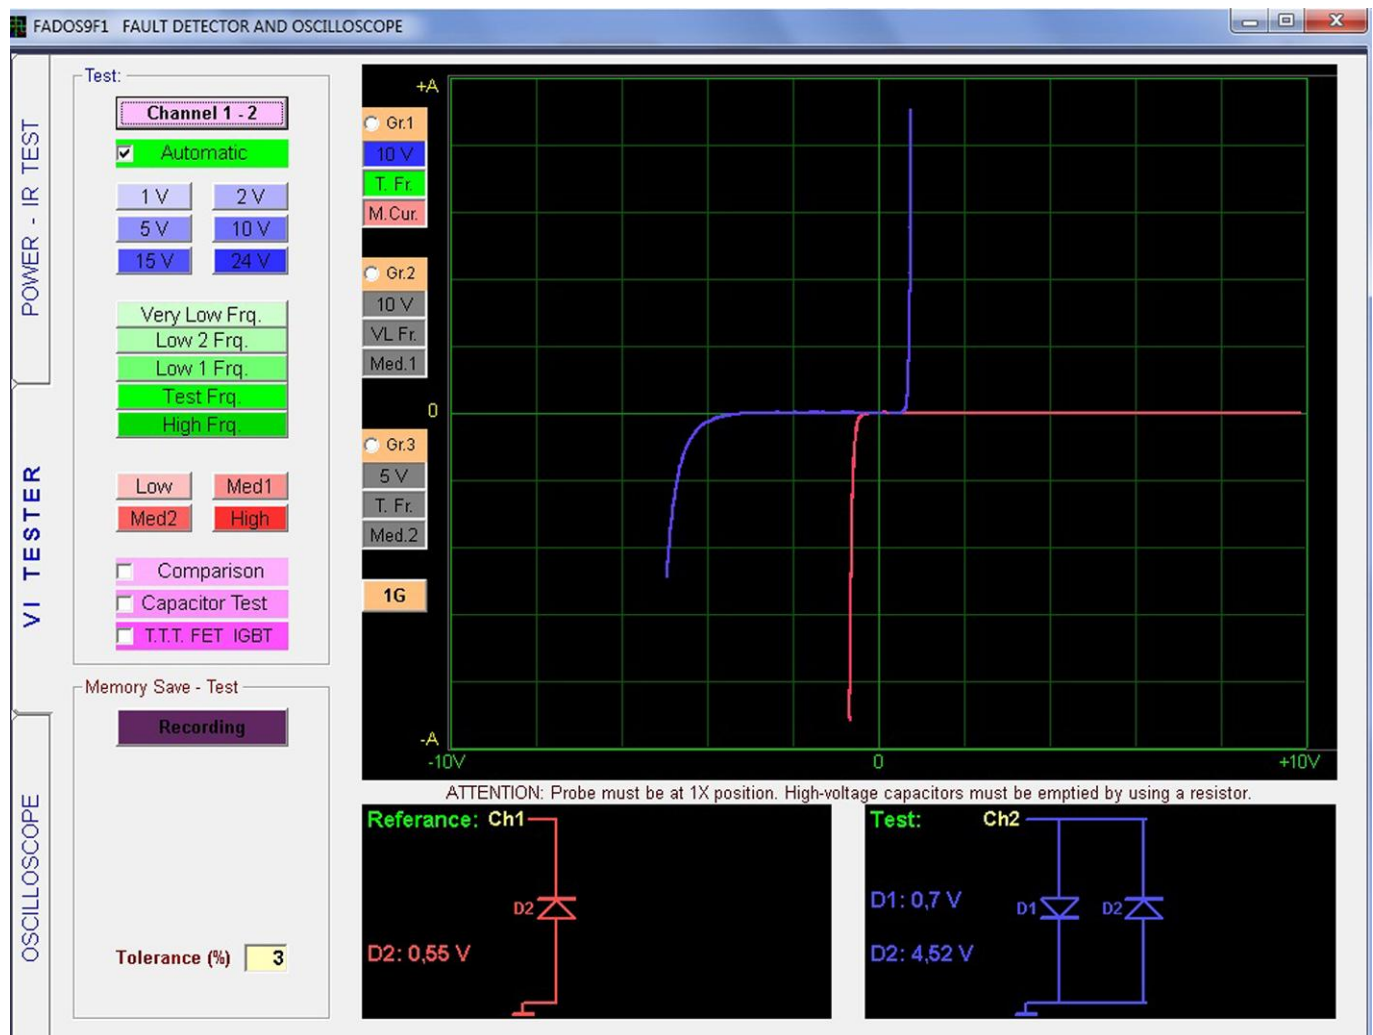 FADOS9F1 FAULT DETECTOR AND OSCILLOSCOPE
POWER - IR TEST
VI TESTER
OSCILLOSCOPE
Test:
Channel 1 - 2
Automatic
1 V 2 V
5 V 10 V
15 V 24 V
Very Low Frq.
Low 2 Frq.
Low 1 Frq.
Test Frq.
High Frq.
Low Med1
Med2 High
Comparison
Capacitor Test
T.T.T. FET IGBT
Memory Save - Test
Recording
Tolerance (%) 3
+A
Gr.1
10 V
T. Fr.
M.Cur.
Gr.2
10 V
VL Fr.
Med.1
0
Gr.3
5 V
T. Fr.
Med.2
1G
-A
-10V 0 +10V
ATTENTION: Probe must be at 1X position. High-voltage capacitors must be emptied by using a resistor.
Referance: Ch1
D2
D2: 0,55 V
Test: Ch2
D1: 0,7 V
D1 D2
D2: 4,52 V